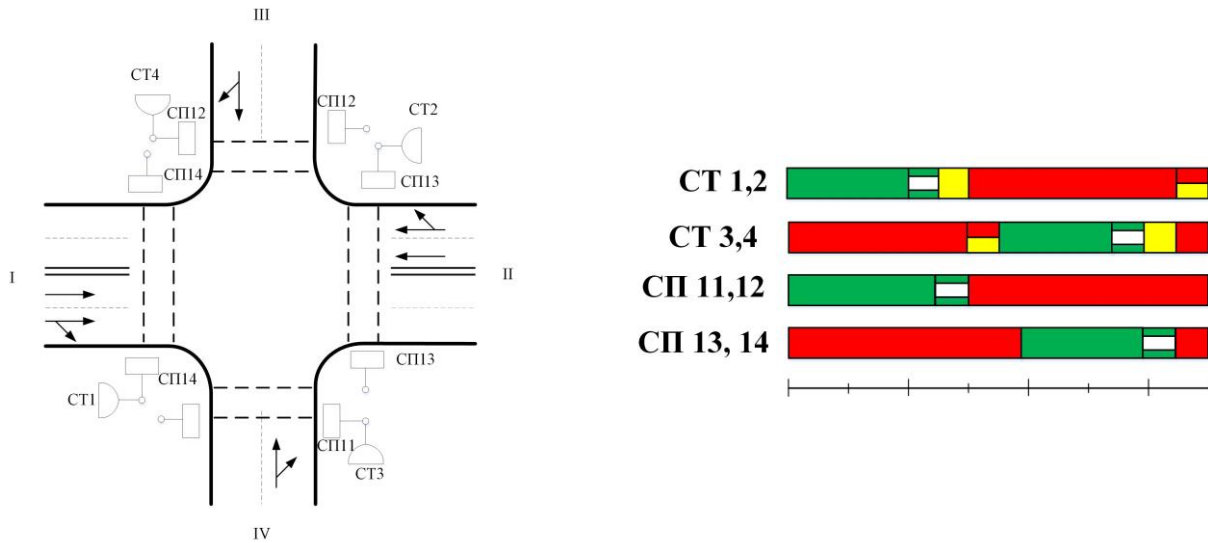 III
СТ4
СП12
СП12
СТ2
СП14
СП13
I
II
СП13
СП14
СТ1
СП11
СТ3
IV
СТ 1,2
СТ 3,4
СП 11,12
СП 13, 14